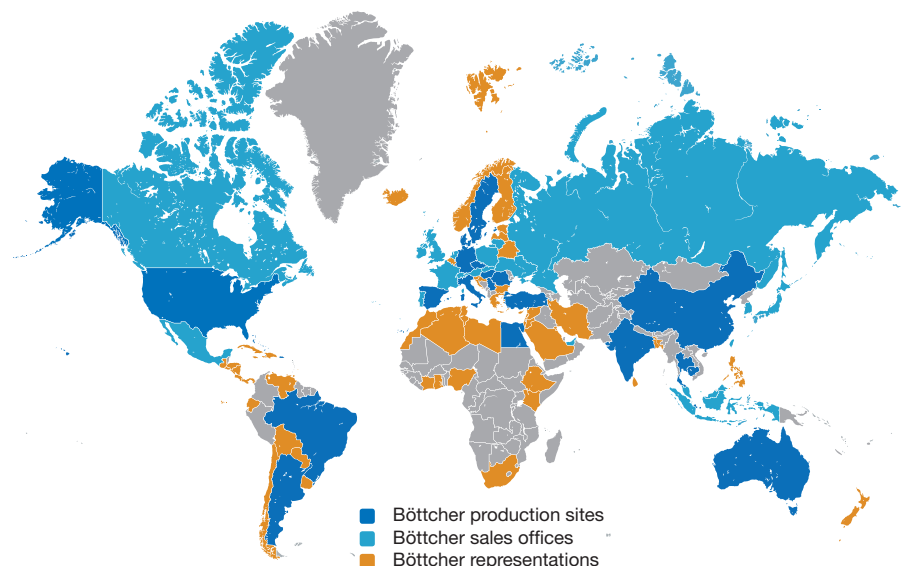 Böttcher production sites
Böttcher sales offices
Böttcher representations